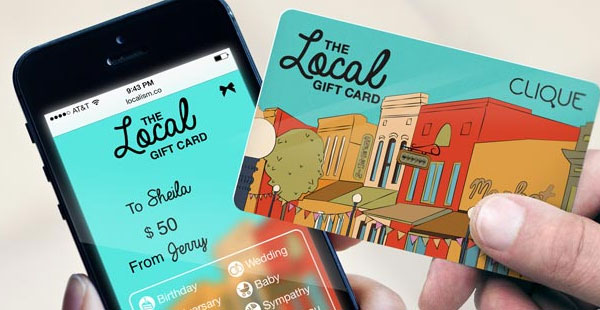 ●●●●○ AT&T
9:43 PM
localism.co
THE
Local
GIFT CARD
To Sheila
$ 50
From Jerry
Birthday
Wedding
Baby
Sympathy
THE
Local
GIFT CARD
CLIQUE